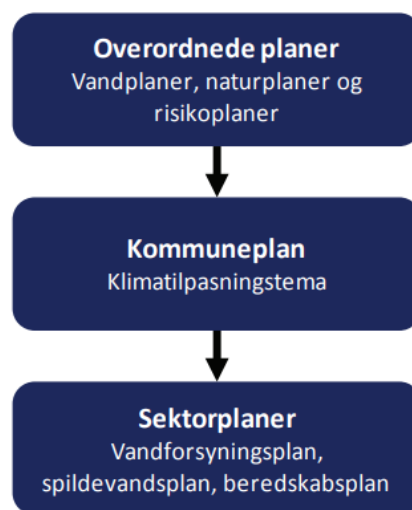 Overordnede planer
Vandplaner, naturplaner og
risikoplaner
Kommuneplan
Klimatilpasningstema
Sektorplaner
Vandforsyningsplan,
spildevandsplan, beredskabsplan